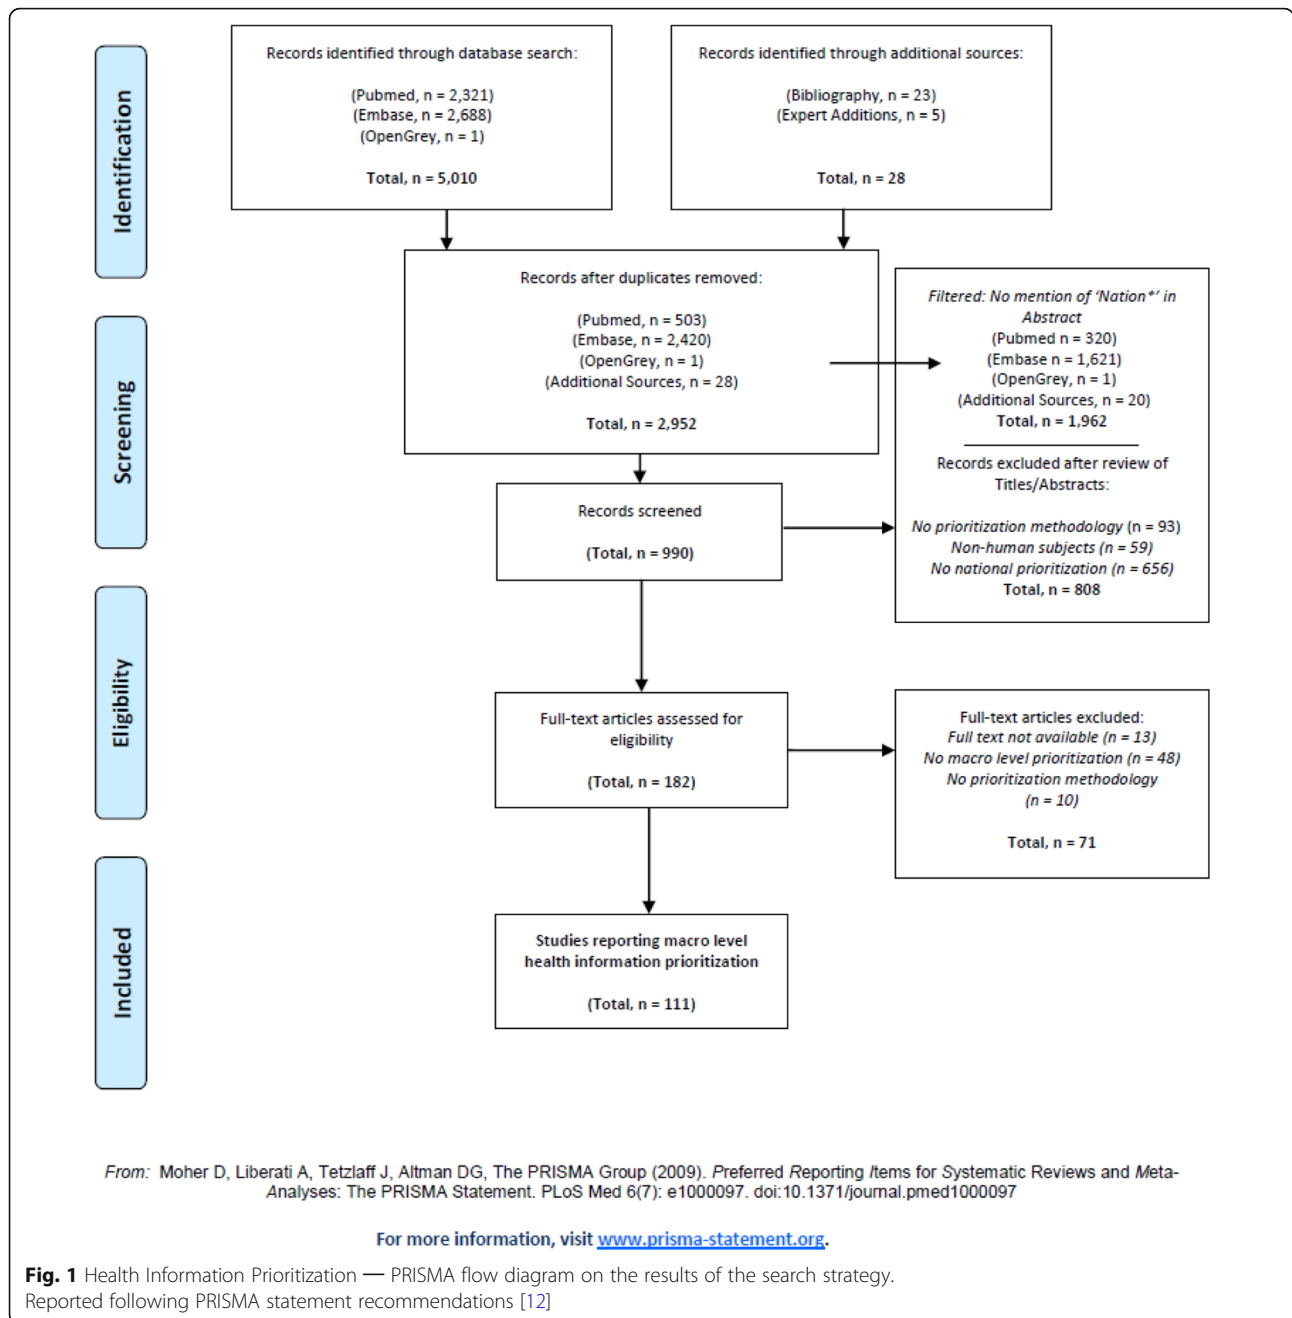 Identification
Records identified through database search:
(Pubmed, n = 2,321)
(Embase, n = 2,688)
(OpenGrey, n = 1)
Total, n = 5,010
Records identified through additional sources:
(Bibliography, n = 23)
(Expert Additions, n = 5)
Total, n = 28
Screening
Records after duplicates removed:
(Pubmed, n = 503)
(Embase, n = 2,420)
(OpenGrey, n = 1)
(Additional Sources, n = 28)
Total, n = 2,952
Filtered: No mention of ‘Nation*’ in
Abstract
(Pubmed n = 320)
(Embase n = 1,621)
(OpenGrey, n = 1)
(Additional Sources, n = 20)
Total, n = 1,962
Records excluded after review of
Titles/Abstracts:
No prioritization methodology (n = 93)
Non-human subjects (n = 59)
No national prioritization (n = 656)
Total, n = 808
Records screened
(Total, n = 990)
Eligibility
Full-text articles assessed for
eligibility
(Total, n = 182)
Full-text articles excluded:
Full text not available (n = 13)
No macro level prioritization (n = 48)
No prioritization methodology
(n = 10)
Total, n = 71
Included
Studies reporting macro level
health information prioritization
(Total, n = 111)
From: Moher D, Liberati A, Tetzlaff J, Altman DG, The PRISMA Group (2009). Preferred Reporting Items for Systematic Reviews and Meta-
Analyses: The PRISMA Statement. PLoS Med 6(7): e1000097. doi:10.1371/journal.pmed1000097
For more information, visit www.prisma-statement.org.
Fig. 1 Health Information Prioritization — PRISMA flow diagram on the results of the search strategy.
Reported following PRISMA statement recommendations [12]